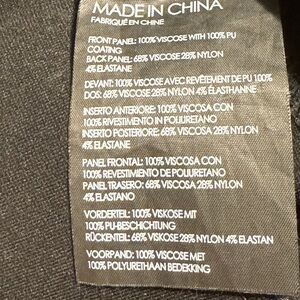 MADE IN CHINA
FABRIQUÉ EN CHINE
FRONT PANEL: 100% VISCOSE WITH 100% PU
COATING
BACK PANEL: 68% VISCOSE 28% NYLON
4% ELASTANE
DEVANT: 100% VISCOSE AVEC REVÊTEMENT DE PU 100%
DOS: 68% VISCOSE 28% NYLON 4% ÉLASTHANNE
INSERTO ANTERIORE: 100% VISCOSA CON
100% RIVESTIMENTO IN POLIURETANO
INSERTO POSTERIORE: 68% VISCOSA 28% NYLON
4% ELASTANE
PANEL FRONTAL: 100% VISCOSA CON
100% REVESTIMIENTO DE PULIURETANO
PANEL TRASERO: 68% VISCOSA 28% NYLON
4% ELASTANO
VORDERTEIL: 100% VISKOSE MIT
100% PU-BESCHICHTUNG
RÜCKENTEIL: 68% VISKOSE 28% NYLON 4% ELASTAN
VOORPAND: 100% VISCOSE MET
100% POLYURETHAAN BEDEKKING